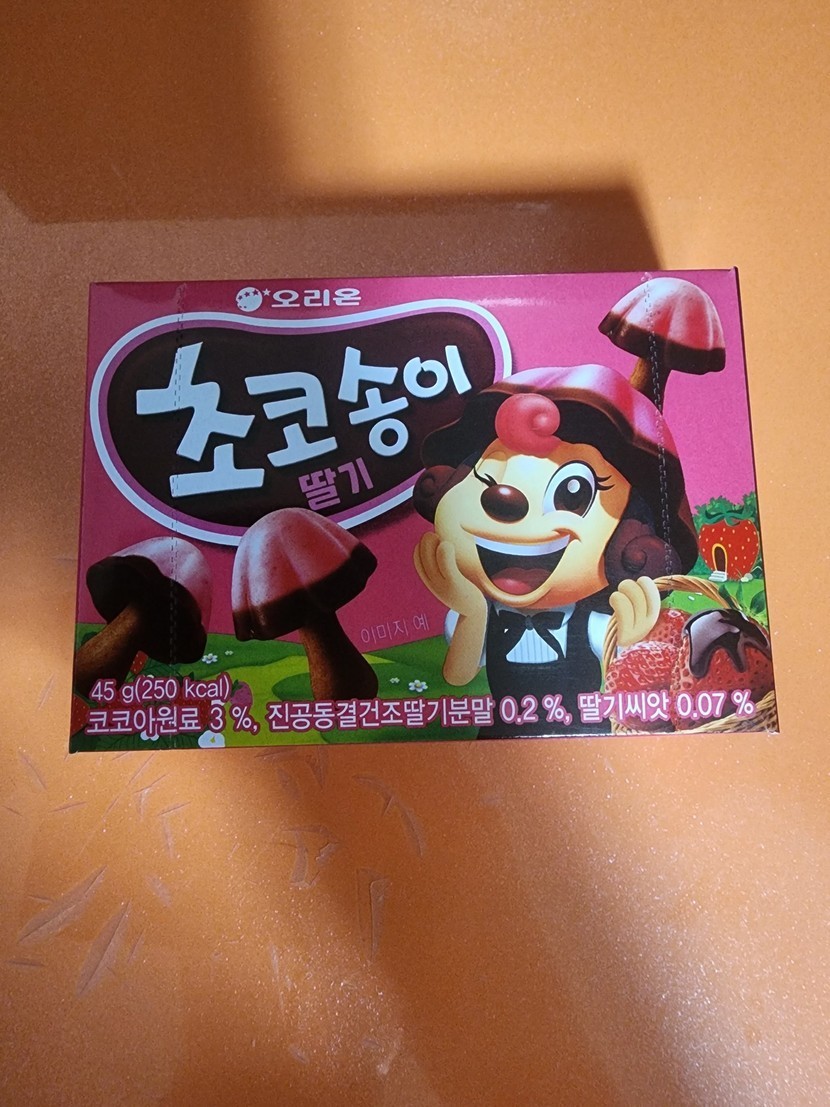 오리온
초코송이
딸기
이미지 예
45 g(250 kcal)
코코아원료 3 %, 진공동결건조딸기분말 0.2 %, 딸기씨앗 0.07 %